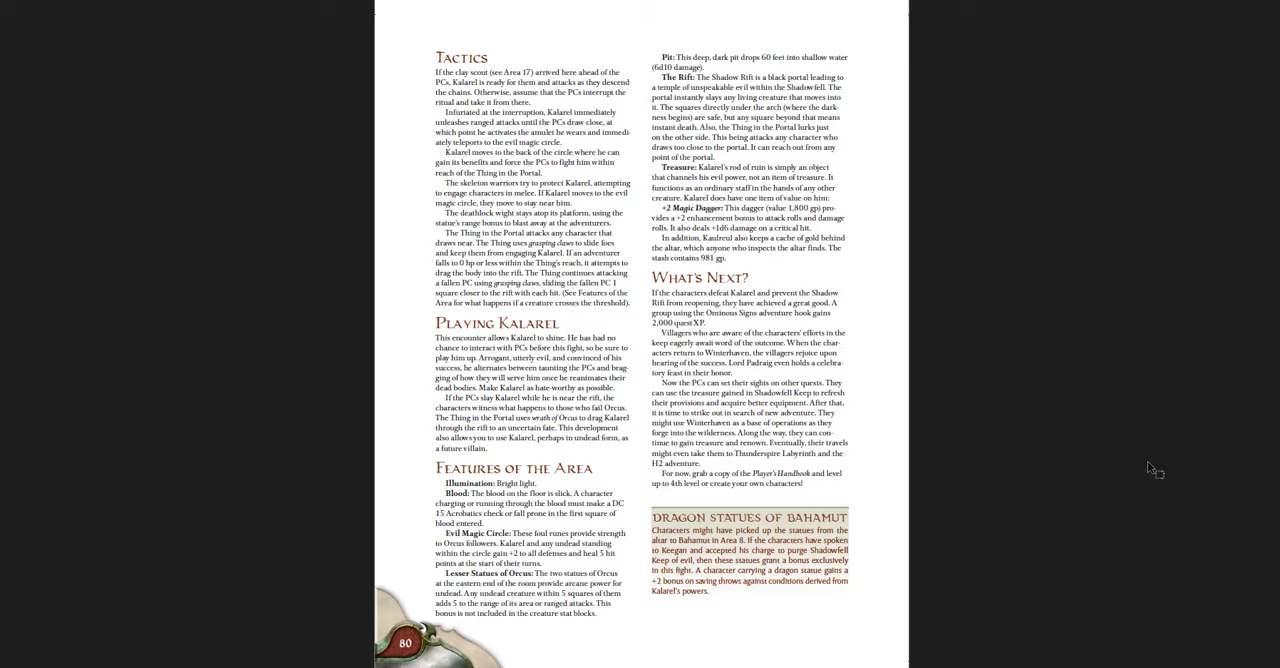 TACTICS
If the clay scout (see Area 17) arrived here ahead of the
PCs, Kalarel is ready for them and attacks as they descend
the chains. Otherwise, assume that the PCs interrupt the
ritual and take it from there.
Infuriated at the interruption, Kalarel immediately
unleashes ranged attacks until the PCs draw close, at
which point he activates the amulet he wears and immedi-
ately teleports to the evil magic circle.
Kalarel moves to the back of the circle where he can
gain its benefits and force the PCs to fight him within
reach of the Thing in the Portal.
The skeleton warriors try to protect Kalarel, attempting
to engage characters in melee. If Kalarel moves to the evil
magic circle, they move to stay near him.
The deathlock wight stays atop its platform, using the
statue's range bonus to blast away at the adventurers.
The Thing in the Portal attacks any character that
draws near. The Thing uses grasping claws to slide foes
and keep them from engaging Kalarel. If an adventurer
falls to 0 hp or less within the Thing's reach, it attempts to
drag the body into the rift. The Thing continues attacking
a fallen PC using grasping claws, sliding the fallen PC 1
square closer to the rift with each hit. (See Features of the
Area for what happens if a creature crosses the threshold).
PLAYING KALAREL
This encounter allows Kalarel to shine. He has had no
chance to interact with PCs before this fight, so be sure to
play him up. Arrogant, utterly evil, and convinced of his
success, he alternates between taunting the PCs and brag-
ging of how they will serve him once he reanimates their
dead bodies. Make Kalarel as hate-worthy as possible.
If the PCs slay Kalarel while he is near the rift, the
characters witness what happens to those who fail Orcus.
The Thing in the Portal uses wrath of Orcus to drag Kalarel
through the rift to an uncertain fate. This development
also allows you to use Kalarel, perhaps in undead form, as
a future villain.
FEATURES OF THE AREA
Illumination: Bright light.
Blood: The blood on the floor is slick. A character
charging or running through the blood must make a DC
15 Acrobatics check or fall prone in the first square of
blood entered.
Evil Magic Circle: These foul runes provide strength
to Orcus followers. Kalarel and any undead standing
within the circle gain +2 to all defenses and heal 5 hit
points at the start of their turns.
Lesser Statues of Orcus: The two statues of Orcus
at the eastern end of the room provide arcane power for
undead. Any undead creature within 5 squares of them
adds 5 to the range of its area or ranged attacks. This
bonus is not included in the creature stat blocks.
80
Pit: This deep, dark pit drops 60 feet into shallow water
(6d10 damage).
The Rift: The Shadow Rift is a black portal leading to
a temple of unspeakable evil within the Shadowfell. The
portal instantly slays any living creature that moves into
it. The squares directly under the arch (where the dark-
ness begins) are safe, but any square beyond that means
instant death. Also, the Thing in the Portal lurks just
on the other side. This being attacks any character who
draws too close to the portal. It can reach out from any
point of the portal.
Treasure: Kalarel's rod of ruin is simply an object
that channels his evil power, not an item of treasure. It
functions as an ordinary staff in the hands of any other
creature. Kalarel does have one item of value on him:
+2 Magic Dagger: This dagger (value 1,800 gp) pro-
vides a +2 enhancement bonus to attack rolls and damage
rolls. It also deals +1d6 damage on a critical hit.
In addition, Kaulreul also keeps a cache of gold behind
the altar, which anyone who inspects the altar finds. The
stash contains 981 gp.
WHAT'S NEXT?
If the characters defeat Kalarel and prevent the Shadow
Rift from reopening, they have achieved a great good. A
group using the Ominous Signs adventure hook gains
2,000 quest XP.
Villagers who are aware of the characters' efforts in the
keep eagerly await word of the outcome. When the char-
acters return to Winterhaven, the villagers rejoice upon
hearing of the success. Lord Padraig even holds a celebra-
tory feast in their honor.
Now the PCs can set their sights on other quests. They
can use the treasure gained in Shadowfell Keep to refresh
their provisions and acquire better equipment. After that,
it is time to strike out in search of new adventure. They
might use Winterhaven as a base of operations as they
forge into the wilderness. Along the way, they can con-
tinue to gain treasure and renown. Eventually, their travels
might even take them to Thunderspire Labyrinth and the
H2 adventure.
For now, grab a copy of the Player's Handbook and level
up to 4th level or create your own characters!
DRAGON STATUES OF BAHAMUT
Characters might have picked up the statues from the
altar to Bahamut in Area 8. If the characters have spoken
to Keegan and accepted his charge to purge Shadowfell
Keep of evil, then these statues grant a bonus exclusively
in this fight. A character carrying a dragon statue gains a
+2 bonus on saving throws against conditions derived from
Kalarel's powers.